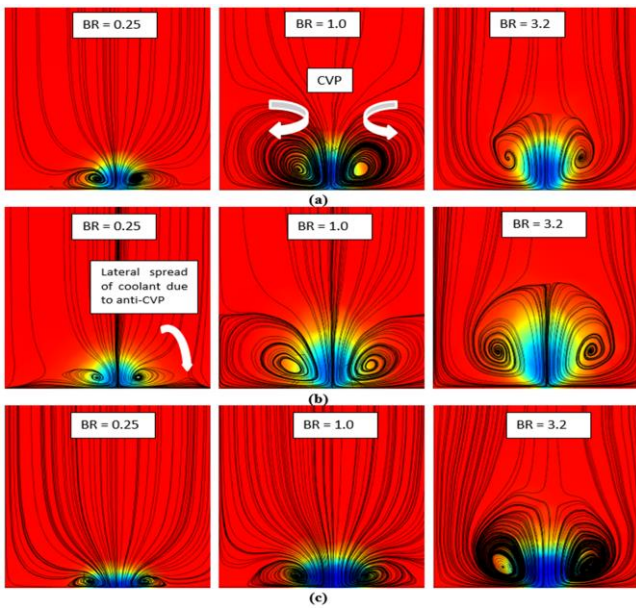 BR = 0.25
BR = 1.0
BR = 3.2
CVP
(a)
BR = 0.25
BR = 1.0
BR = 3.2
Lateral spread
of coolant due
to anti-CVP
(b)
BR = 0.25
BR = 1.0
BR = 3.2
(c)